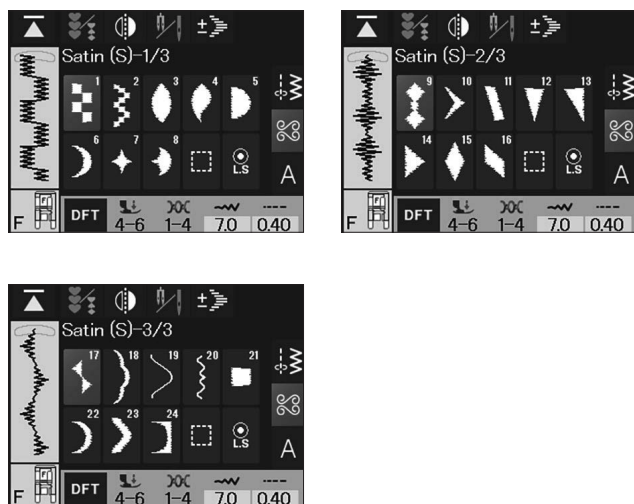 Satin (S)-1/3
1 2 3 4 5
6 7 8 L.S
A
F DFT 4-6 1-4 7.0 0.40
Satin (S)-2/3
9 10 11 12 13
14 15 16 L.S
A
F DFT 4-6 1-4 7.0 0.40
Satin (S)-3/3
17 18 19 20 21
22 23 24 L.S
A
F DFT 4-6 1-4 7.0 0.40